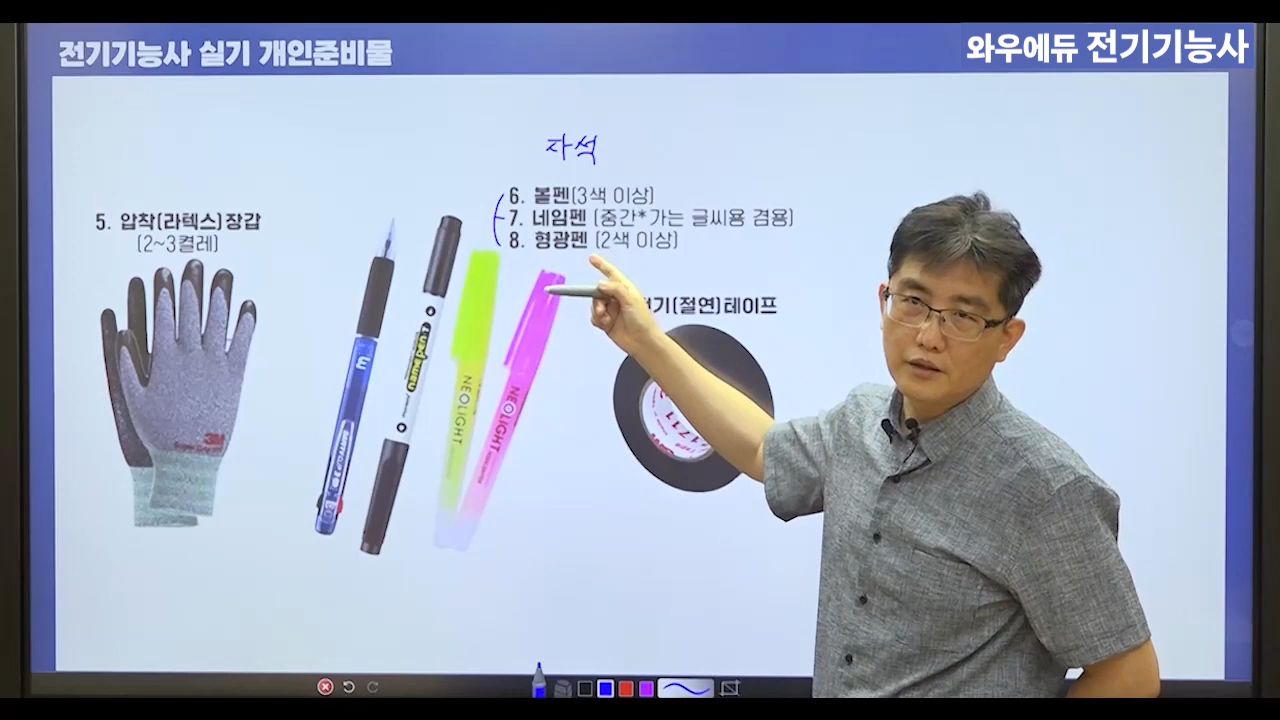 전기기능사 실기 개인준비물
와우에듀 전기기능사
자석
5. 압착(라텍스)장갑
(2~3켤레)
6. 볼펜(3색 이상)
7. 네임펜 (중간*가는 글씨용 겸용)
8. 형광펜 (2색 이상)
(절연)테이프
3M
NEOLIGHT
NEOLIGHT